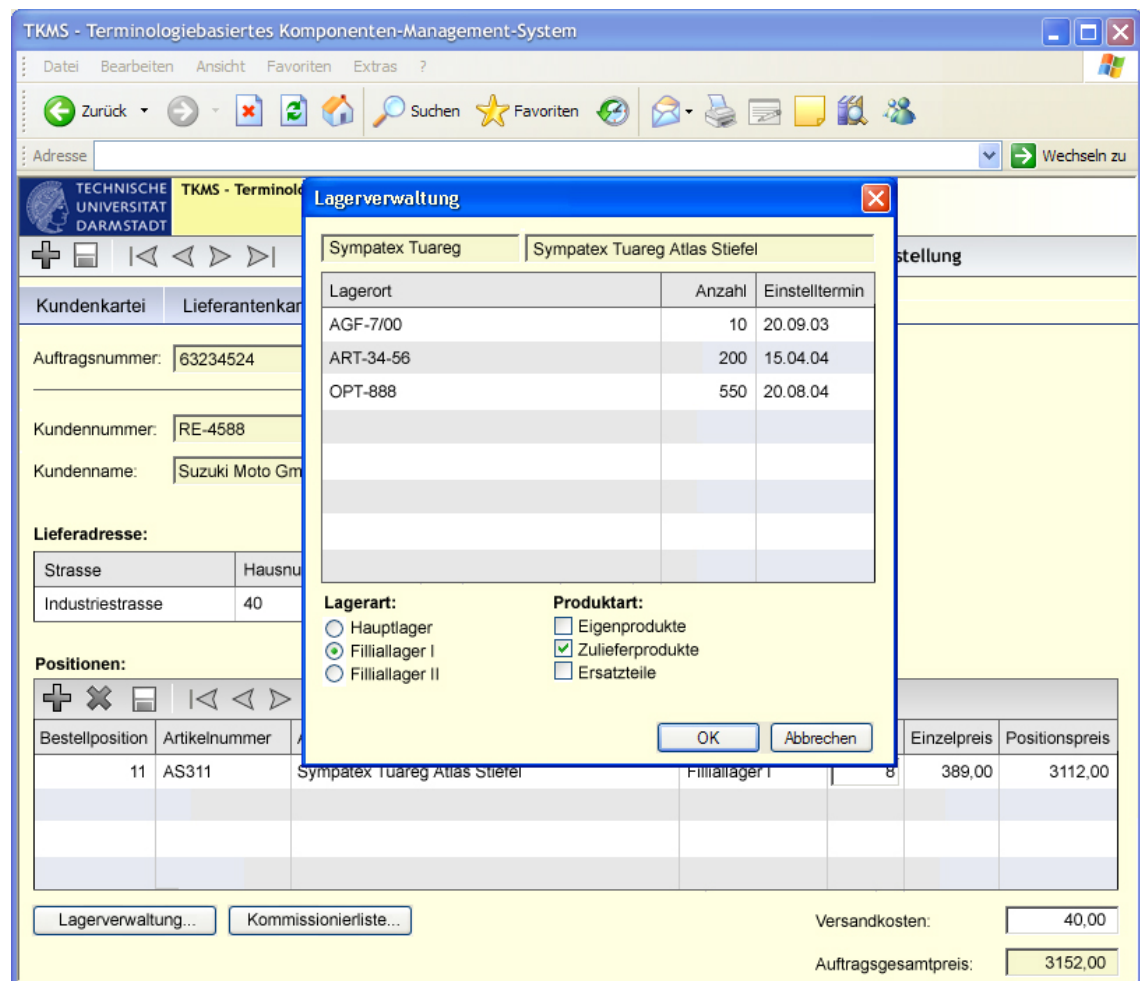 TKMS - Terminologiebasiertes Komponenten-Management-System
Datei Bearbeiten Ansicht Favoriten Extras ?
Zurück Suchen Favoriten
Adresse Wechseln zu
TECHNISCHE
UNIVERSITÄT
DARMSTADT
TKMS - Terminolo
stellung
Kundenkartei Lieferantenkar
Auftragsnummer: 63234524
Kundennummer: RE-4588
Kundenname: Suzuki Moto Gm
Lieferadresse:
Strasse Hausnu
Industriestrasse 40
Lagerverwaltung
Sympatex Tuareg Sympatex Tuareg Atlas Stiefel
Lagerort Anzahl Einstelltermin
AGF-7/00 10 20.09.03
ART-34-56 200 15.04.04
OPT-888 550 20.08.04
Lagerart: Produktart:
Hauptlager Eigenprodukte
Filliallager I Zulieferprodukte
Filliallager II Ersatzteile
OK Abbrechen
Positionen:
Bestellposition Artikelnummer Einzelpreis Positionspreis
11 AS311 Sympatex Tuareg Atlas Stiefel Filliallager I 8 389,00 3112,00
Lagerverwaltung... Kommissionierliste... Versandkosten: 40,00
Auftragsgesamtpreis: 3152,00